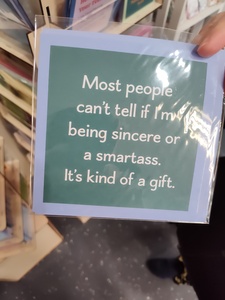 Most people
can't tell if I'm
being sincere or
a smartass.
It's kind of a gift.